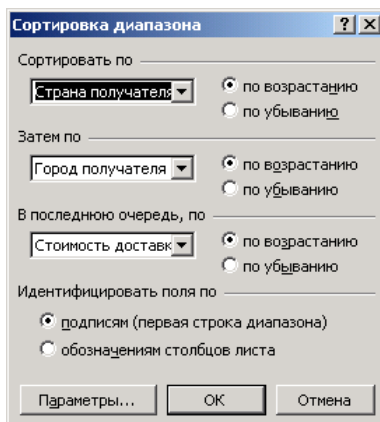 Сортировка диапазона
Сортировать по
Страна получателя
по возрастанию
по убыванию
Затем по
Город получателя
по возрастанию
по убыванию
В последнюю очередь, по
Стоимость доставк
по возрастанию
по убыванию
Идентифицировать поля по
подписям (первая строка диапазона)
обозначениям столбцов листа
Параметры... ОК Отмена